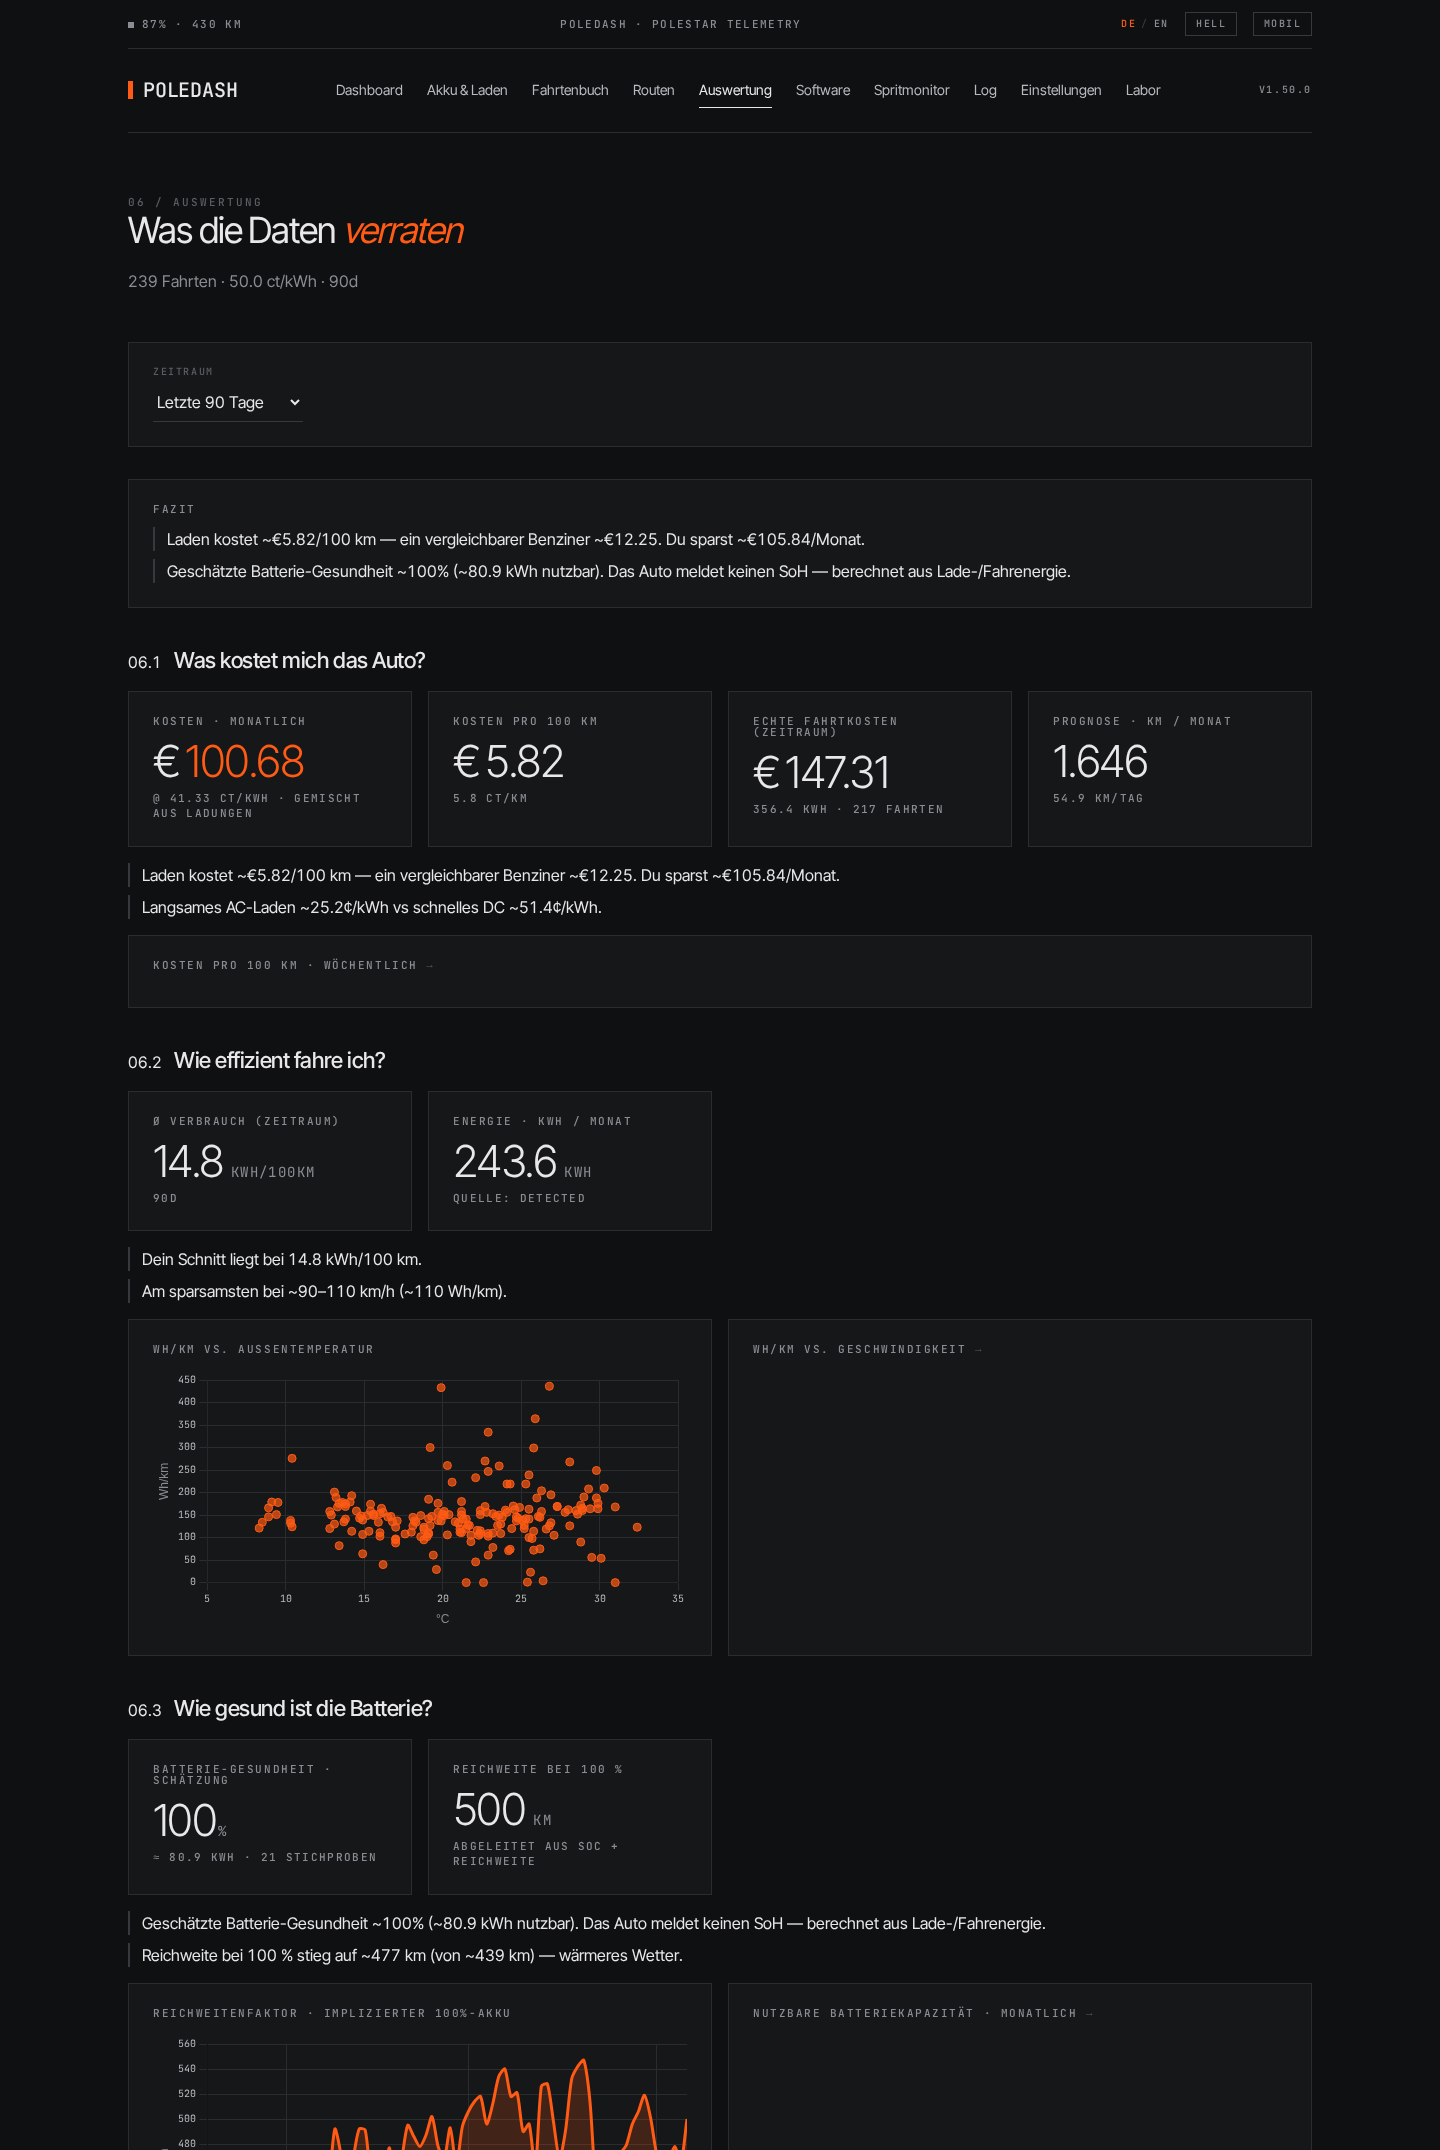 87% · 430 KM
POLEDASH · POLESTAR TELEMETRY
DE / EN HELL MOBIL
POLEDASH
Dashboard Akku & Laden Fahrtenbuch Routen Auswertung Software Spritmonitor Log Einstellungen Labor
V1.50.0
06 / AUSWERTUNG
Was die Daten verraten
239 Fahrten · 50.0 ct/kWh · 90d
ZEITRAUM
Letzte 90 Tage
FAZIT
Laden kostet ~€5.82/100 km — ein vergleichbarer Benziner ~€12.25. Du sparst ~€105.84/Monat.
Geschätzte Batterie-Gesundheit ~100% (~80.9 kWh nutzbar). Das Auto meldet keinen SoH — berechnet aus Lade-/Fahrenergie.
06.1 Was kostet mich das Auto?
KOSTEN · MONATLICH
€100.68
@ 41.33 CT/KWH · GEMISCHT
AUS LADUNGEN
KOSTEN PRO 100 KM
€5.82
5.8 CT/KM
ECHTE FAHRTKOSTEN
(ZEITRAUM)
€147.31
356.4 KWH · 217 FAHRTEN
PROGNOSE · KM / MONAT
1.646
54.9 KM/TAG
Laden kostet ~€5.82/100 km — ein vergleichbarer Benziner ~€12.25. Du sparst ~€105.84/Monat.
Langsames AC-Laden ~25.2¢/kWh vs schnelles DC ~51.4¢/kWh.
KOSTEN PRO 100 KM · WÖCHENTLICH →
06.2 Wie effizient fahre ich?
Ø VERBRAUCH (ZEITRAUM)
14.8 KWH/100KM
90D
ENERGIE · KWH / MONAT
243.6 KWH
QUELLE: DETECTED
Dein Schnitt liegt bei 14.8 kWh/100 km.
Am sparsamsten bei ~90–110 km/h (~110 Wh/km).
WH/KM VS. AUSSENTEMPERATUR
450
400
350
300
250
200
150
100
50
0
Wh/km
5 10 15 20 25 30 35
°C
WH/KM VS. GESCHWINDIGKEIT →
06.3 Wie gesund ist die Batterie?
BATTERIE-GESUNDHEIT ·
SCHÄTZUNG
100%
≈ 80.9 KWH · 21 STICHPROBEN
REICHWEITE BEI 100 %
500 KM
ABGELEITET AUS SOC +
REICHWEITE
Geschätzte Batterie-Gesundheit ~100% (~80.9 kWh nutzbar). Das Auto meldet keinen SoH — berechnet aus Lade-/Fahrenergie.
Reichweite bei 100 % stieg auf ~477 km (von ~439 km) — wärmeres Wetter.
REICHWEITENFAKTOR · IMPLIZIERTER 100%-AKKU
560
540
520
500
480
NUTZBARE BATTERIEKAPAZITÄT · MONATLICH →